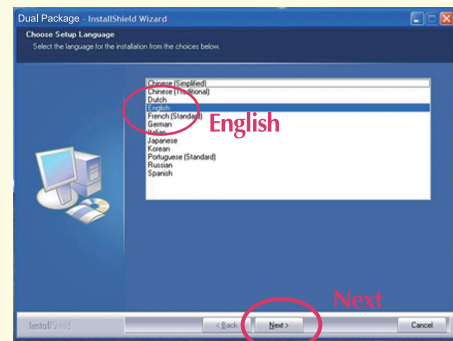 Dual Package - InstallShield Wizard
Choose Setup Language
Select the language for the installation from the choices below.
Chinese (Simplified)
Chinese (Traditional)
Dutch
English
French (Standard)
German
Italian
Japanese
Korean
Portuguese (Standard)
Russian
Spanish
English
Next
InstallShield
< Back
Next >
Cancel